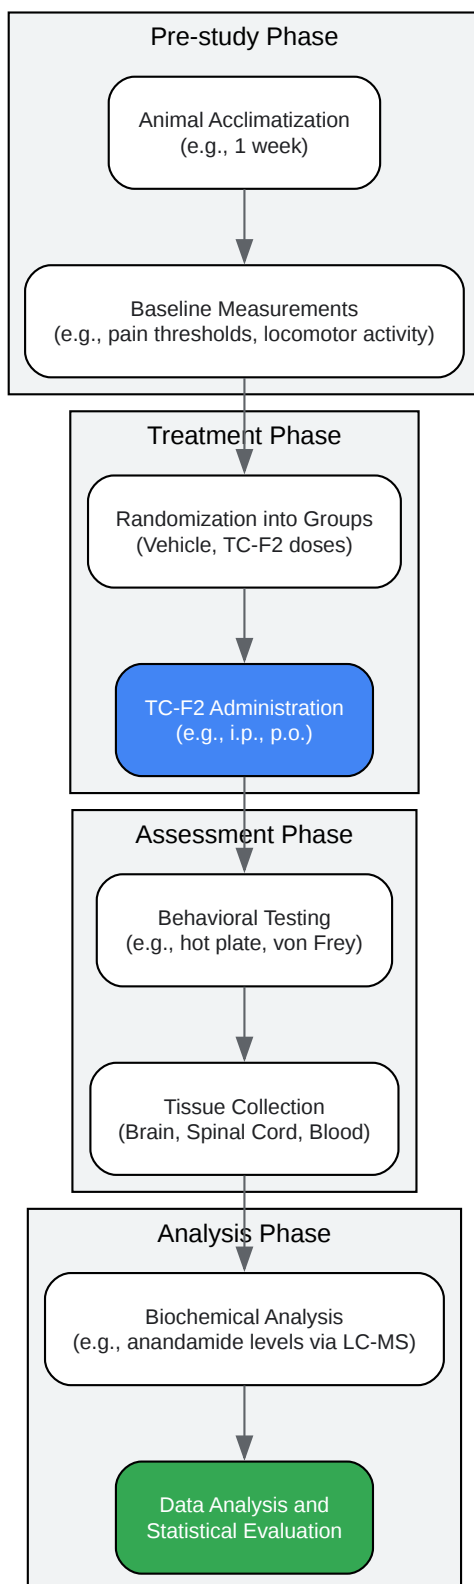 Pre-study Phase
Animal Acclimatization
(e.g., 1 week)
Baseline Measurements
(e.g., pain thresholds, locomotor activity)
Treatment Phase
Randomization into Groups
(Vehicle, TC-F2 doses)
TC-F2 Administration
(e.g., i.p., p.o.)
Assessment Phase
Behavioral Testing
(e.g., hot plate, von Frey)
Tissue Collection
(Brain, Spinal Cord, Blood)
Analysis Phase
Biochemical Analysis
(e.g., anandamide levels via LC-MS)
Data Analysis and
Statistical Evaluation